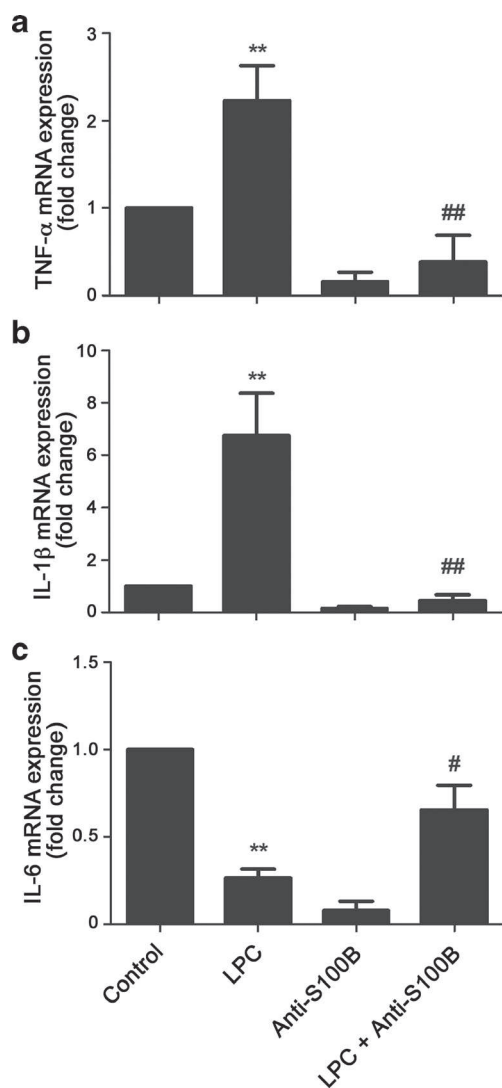 a
TNF-α mRNA expression
(fold change)
3
2
1
0
**
##
b
IL-1β mRNA expression
(fold change)
10
8
6
4
2
0
**
##
c
IL-6 mRNA expression
(fold change)
1.5
1.0
0.5
0
**
#
Control
LPC
Anti-S100B
LPC + Anti-S100B